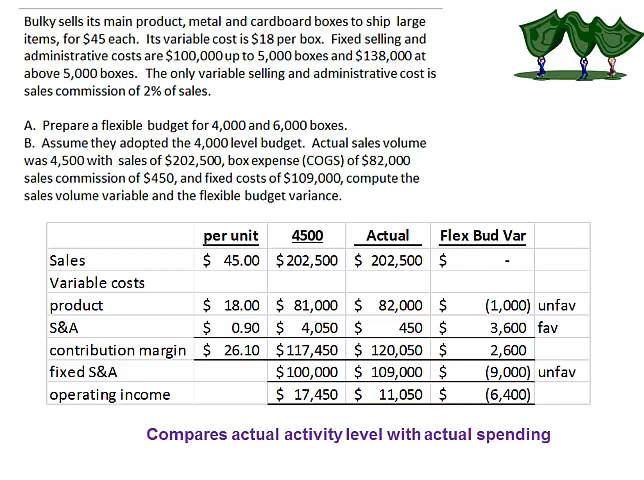 Bulky sells its main product, metal and cardboard boxes to ship large
items, for $45 each. Its variable cost is $18 per box. Fixed selling and
administrative costs are $100,000 up to 5,000 boxes and $138,000 at
above 5,000 boxes. The only variable selling and administrative cost is
sales commission of 2% of sales.
A. Prepare a flexible budget for 4,000 and 6,000 boxes.
B. Assume they adopted the 4,000 level budget. Actual sales volume
was 4,500 with sales of $202,500, box expense (COGS) of $82,000
sales commission of $450, and fixed costs of $109,000, compute the
sales volume variable and the flexible budget variance.
per unit 4500 Actual Flex Bud Var
Sales $ 45.00 $202,500 $ 202,500 $ -
Variable costs
product $ 18.00 $ 81,000 $ 82,000 $ (1,000) unfav
S&A $ 0.90 $ 4,050 $ 450 $ 3,600 fav
contribution margin $ 26.10 $117,450 $ 120,050 $ 2,600
fixed S&A $100,000 $ 109,000 $ (9,000) unfav
operating income $ 17,450 $ 11,050 $ (6,400)
Compares actual activity level with actual spending